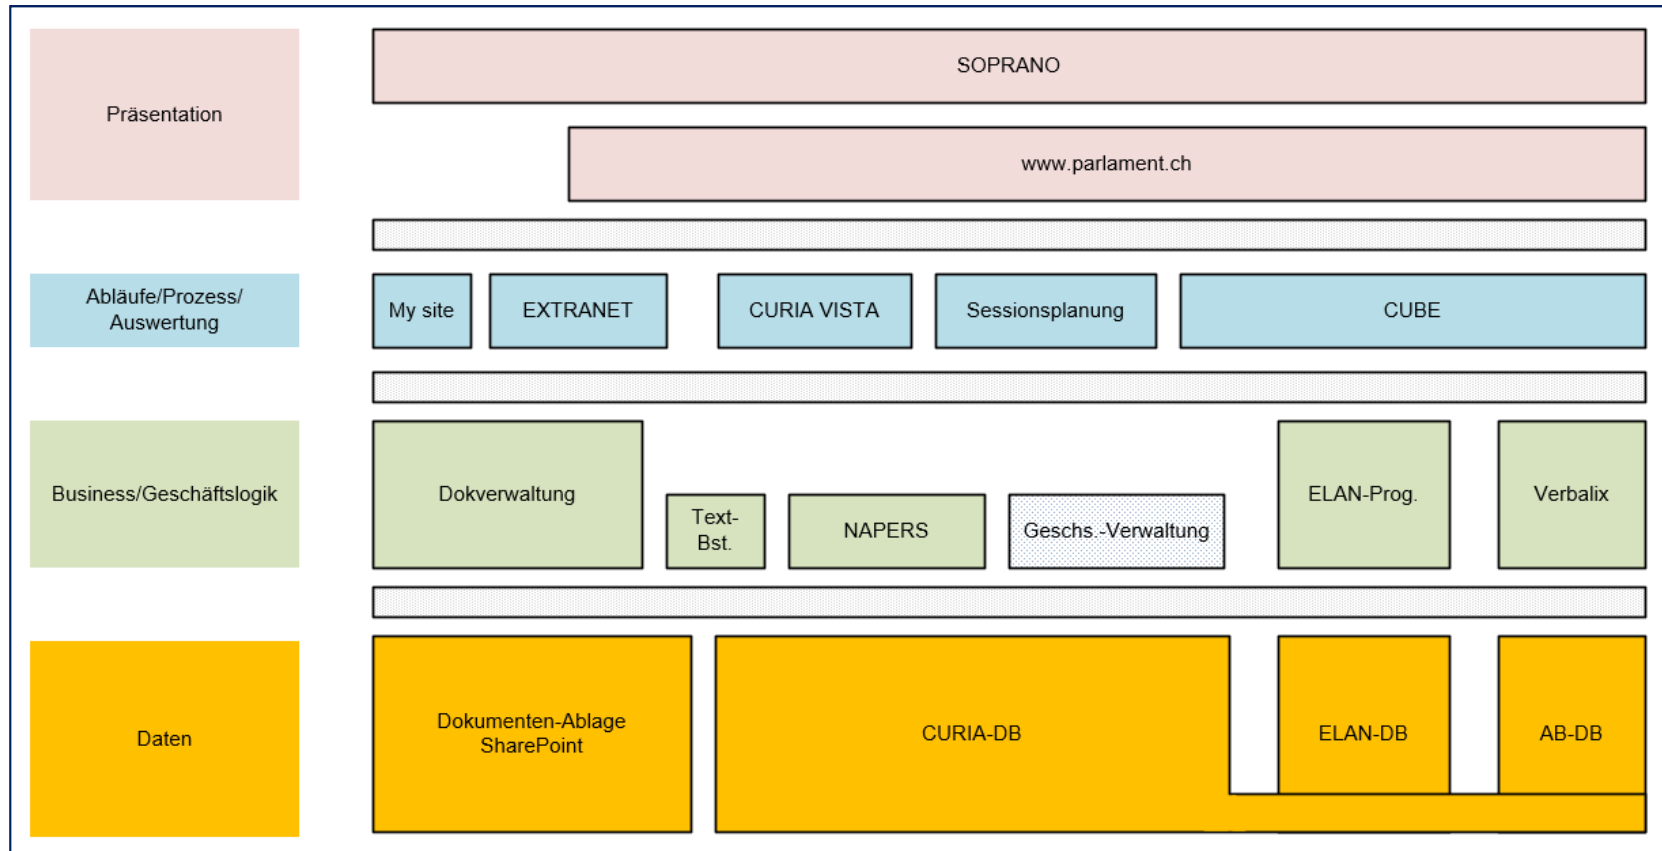 SOPRANO
Präsentation
www.parlament.ch
Abläufe/Prozess/
Auswertung
My site
EXTRANET
CURIA VISTA
Sessionsplanung
CUBE
Business/Geschäftslogik
Dokverwaltung
Text-
Bst.
NAPERS
Geschs.-Verwaltung
ELAN-Prog.
Verbalix
Daten
Dokumenten-Ablage
SharePoint
CURIA-DB
ELAN-DB
AB-DB